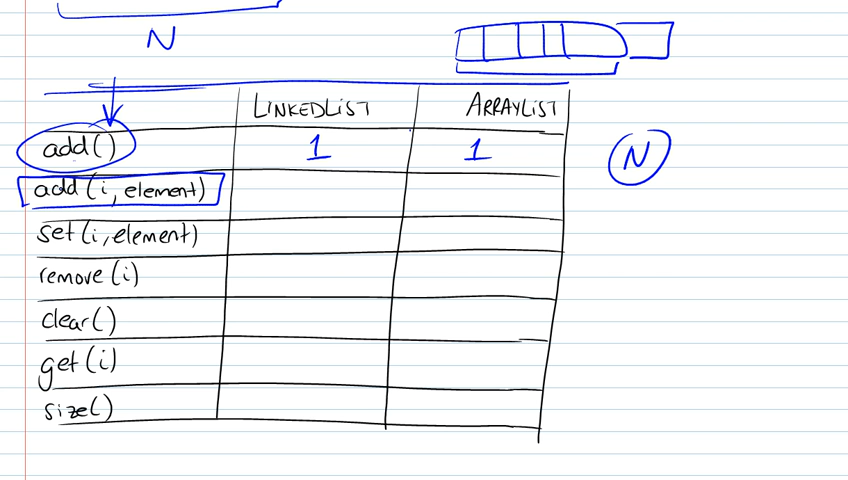 N
LINKEDLIST ARRAYLIST
add() 1 1 N
add(i, element)
set(i, element)
remove(i)
clear()
get(i)
size()